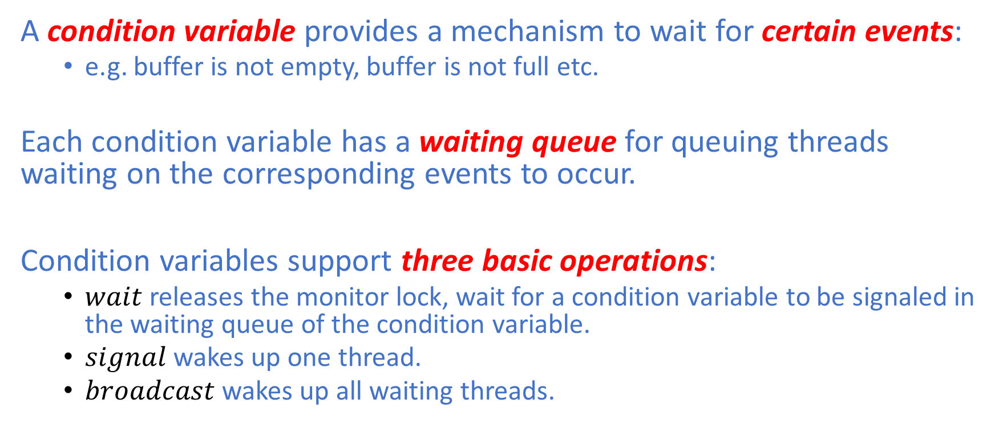 A condition variable provides a mechanism to wait for certain events:
• e.g. buffer is not empty, buffer is not full etc.
Each condition variable has a waiting queue for queuing threads
waiting on the corresponding events to occur.
Condition variables support three basic operations:
• wait releases the monitor lock, wait for a condition variable to be signaled in
the waiting queue of the condition variable.
• signal wakes up one thread.
• broadcast wakes up all waiting threads.